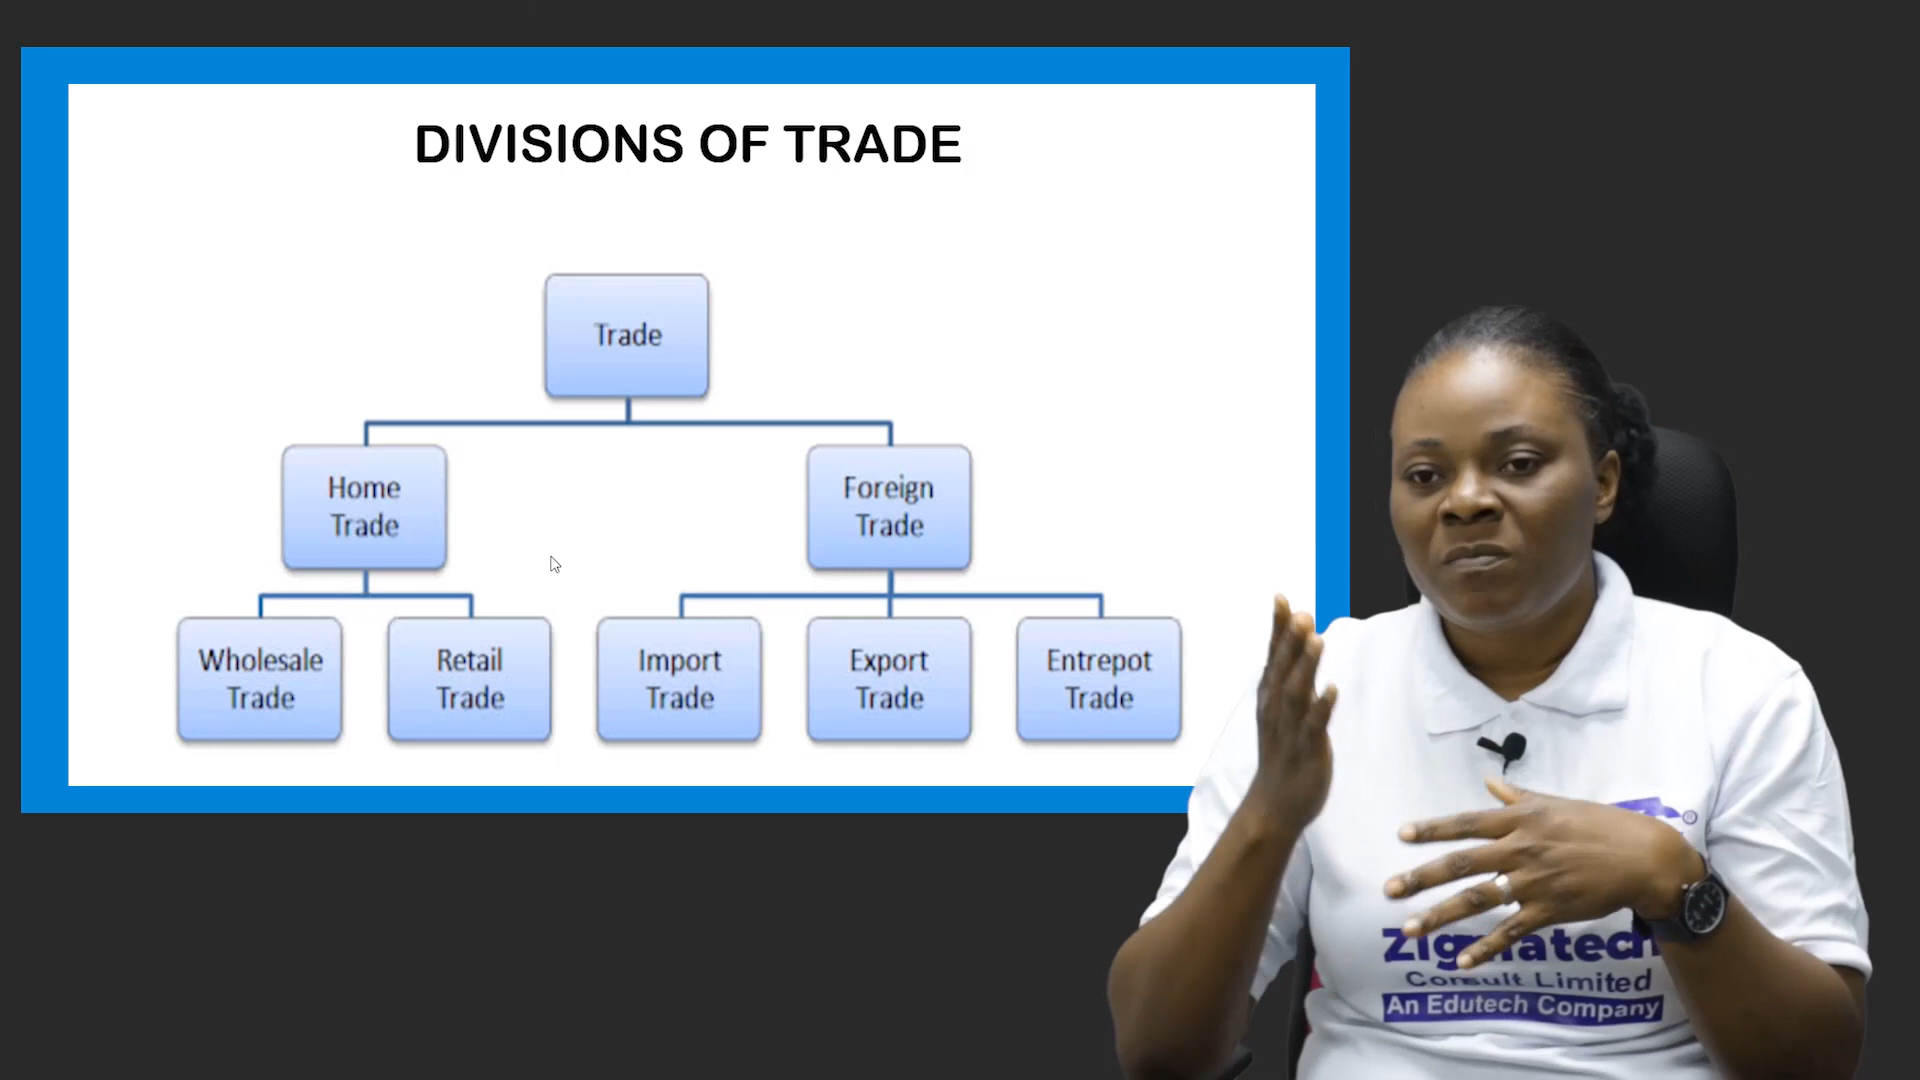 DIVISIONS OF TRADE
Trade
Home
Trade
Foreign
Trade
Wholesale
Trade
Retail
Trade
Import
Trade
Export
Trade
Entrepot
Trade
®
Zigmatech
Consult Limited
An Edutech Company